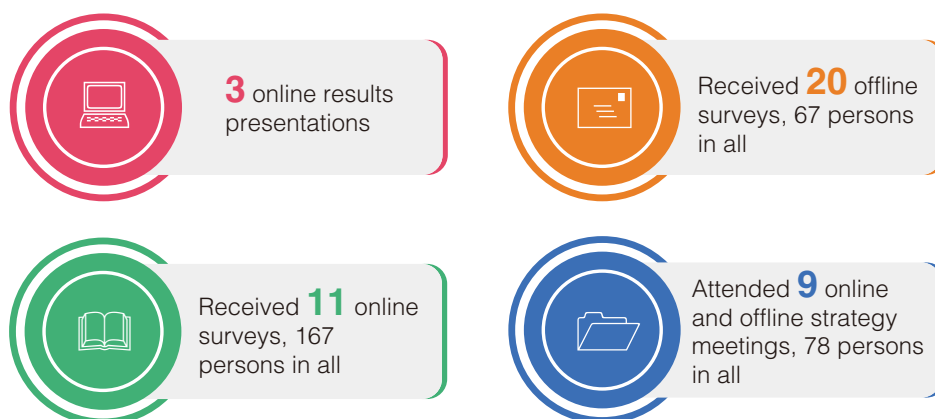 3 online results
presentations
Received 20 offline
surveys, 67 persons
in all
Received 11 online
surveys, 167
persons in all
Attended 9 online
and offline strategy
meetings, 78 persons
in all